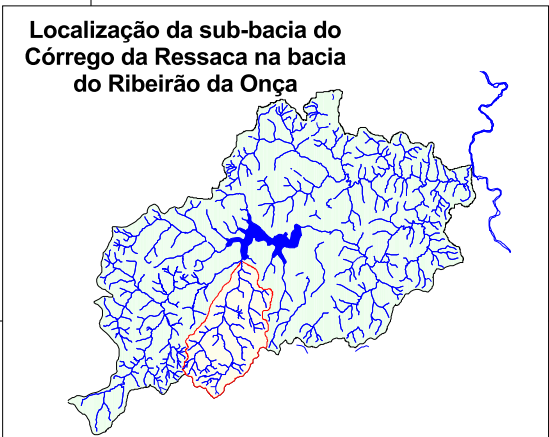 Localização da sub-bacia do
Córrego da Ressaca na bacia
do Ribeirão da Onça